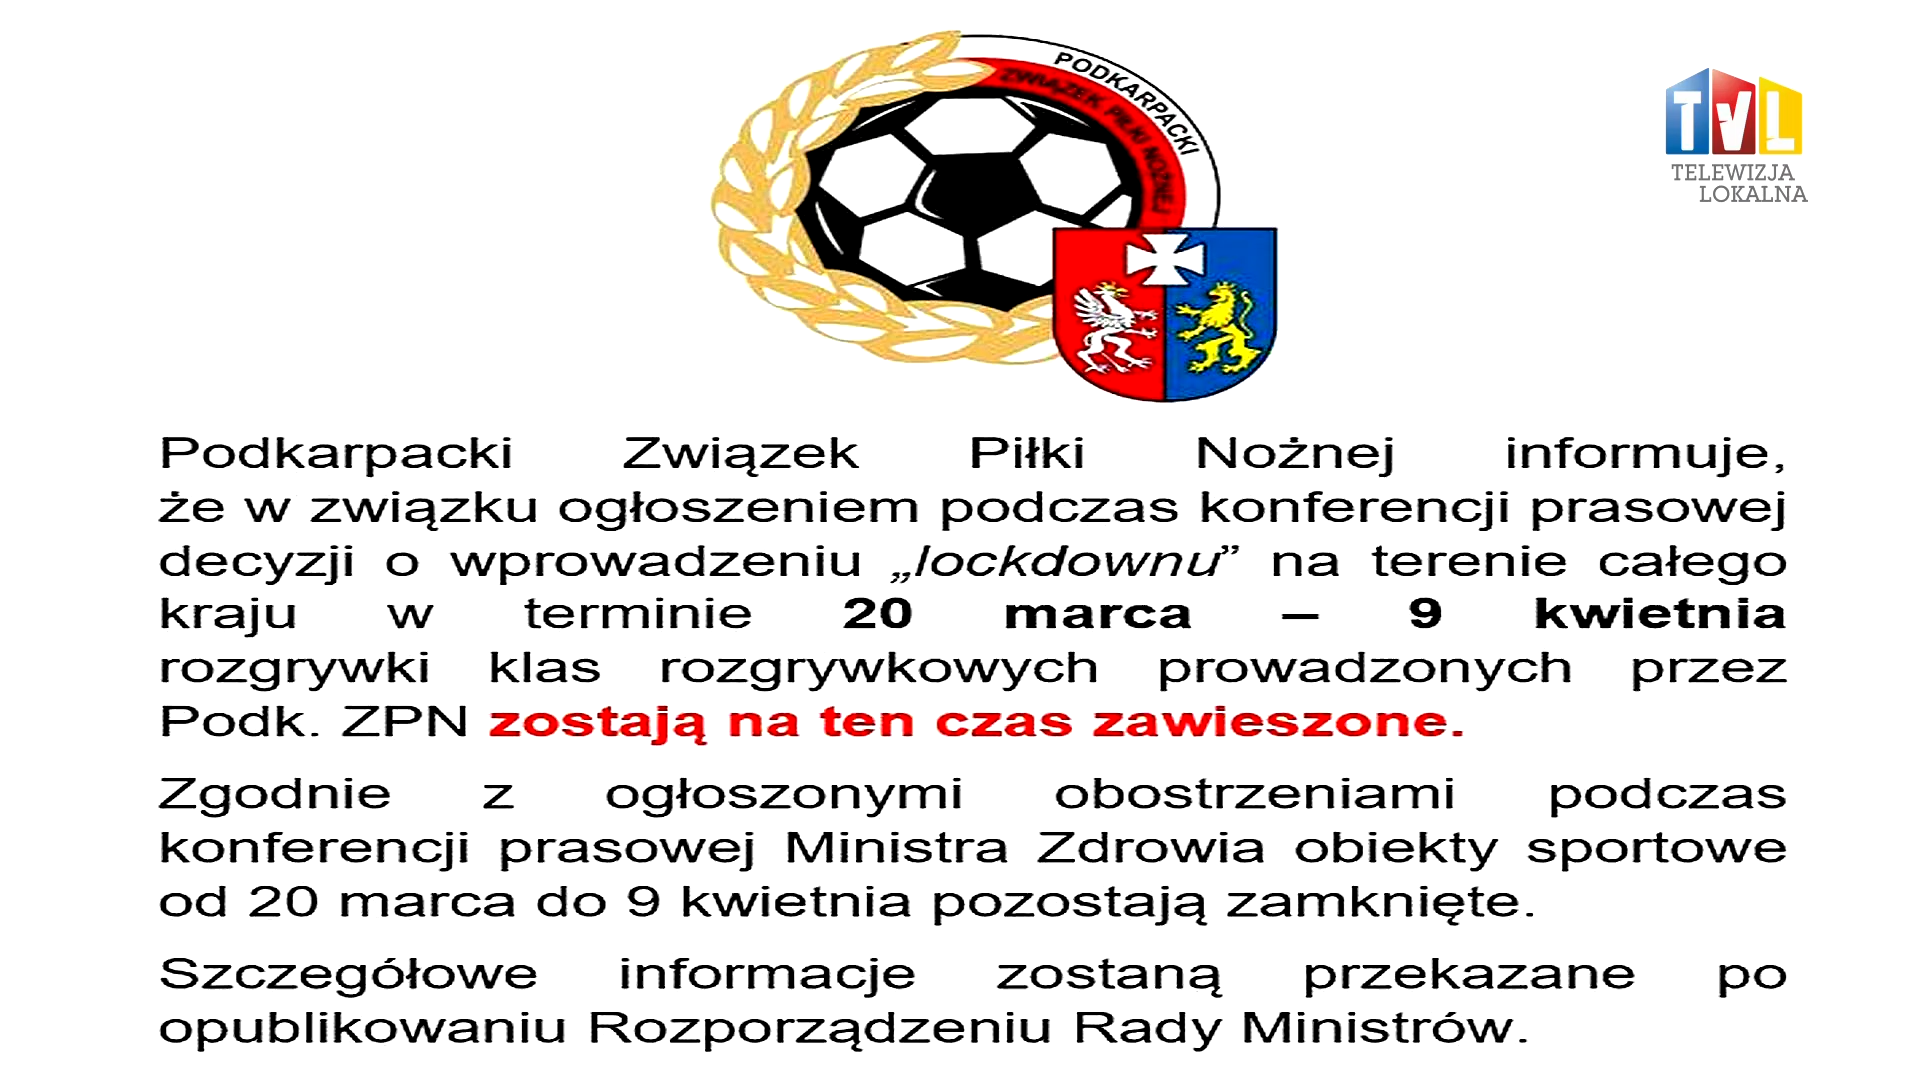 PODKARPACKI
ZWIĄZEK PIŁKI NOŻNEJ
TVL
TELEWIZJA
LOKALNA
Podkarpacki Związek Piłki Nożnej informuje,
że w związku ogłoszeniem podczas konferencji prasowej
decyzji o wprowadzeniu „lockdownu” na terenie całego
kraju w terminie 20 marca – 9 kwietnia
rozgrywki klas rozgrywkowych prowadzonych przez
Podk. ZPN zostają na ten czas zawieszone.
Zgodnie z ogłoszonymi obostrzeniami podczas
konferencji prasowej Ministra Zdrowia obiekty sportowe
od 20 marca do 9 kwietnia pozostają zamknięte.
Szczegółowe informacje zostaną przekazane po
opublikowaniu Rozporządzeniu Rady Ministrów.